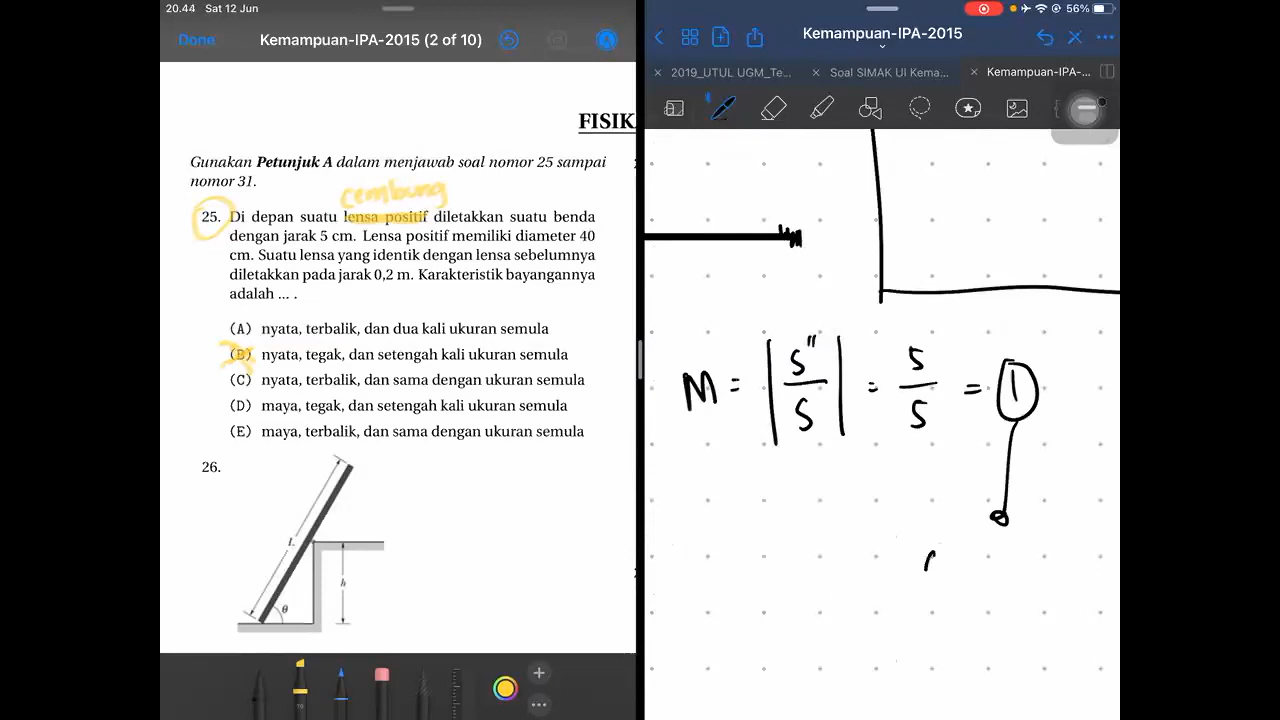 20.44 Sat 12 Jun
56%
Done Kemampuan-IPA-2015 (2 of 10)
Kemampuan-IPA-2015
2019_UTUL UGM_Te...
Soal SIMAK UI Kema...
Kemampuan-IPA-...
FISIK
Gunakan Petunjuk A dalam menjawab soal nomor 25 sampai
nomor 31.
cembung
25. Di depan suatu lensa positif diletakkan suatu benda
dengan jarak 5 cm. Lensa positif memiliki diameter 40
cm. Suatu lensa yang identik dengan lensa sebelumnya
diletakkan pada jarak 0,2 m. Karakteristik bayangannya
adalah ... .
(A) nyata, terbalik, dan dua kali ukuran semula
(B) nyata, tegak, dan setengah kali ukuran semula
(C) nyata, terbalik, dan sama dengan ukuran semula
(D) maya, tegak, dan setengah kali ukuran semula
(E) maya, terbalik, dan sama dengan ukuran semula
26.
L
h
θ
M = |S"/S| = 5/5 = 1